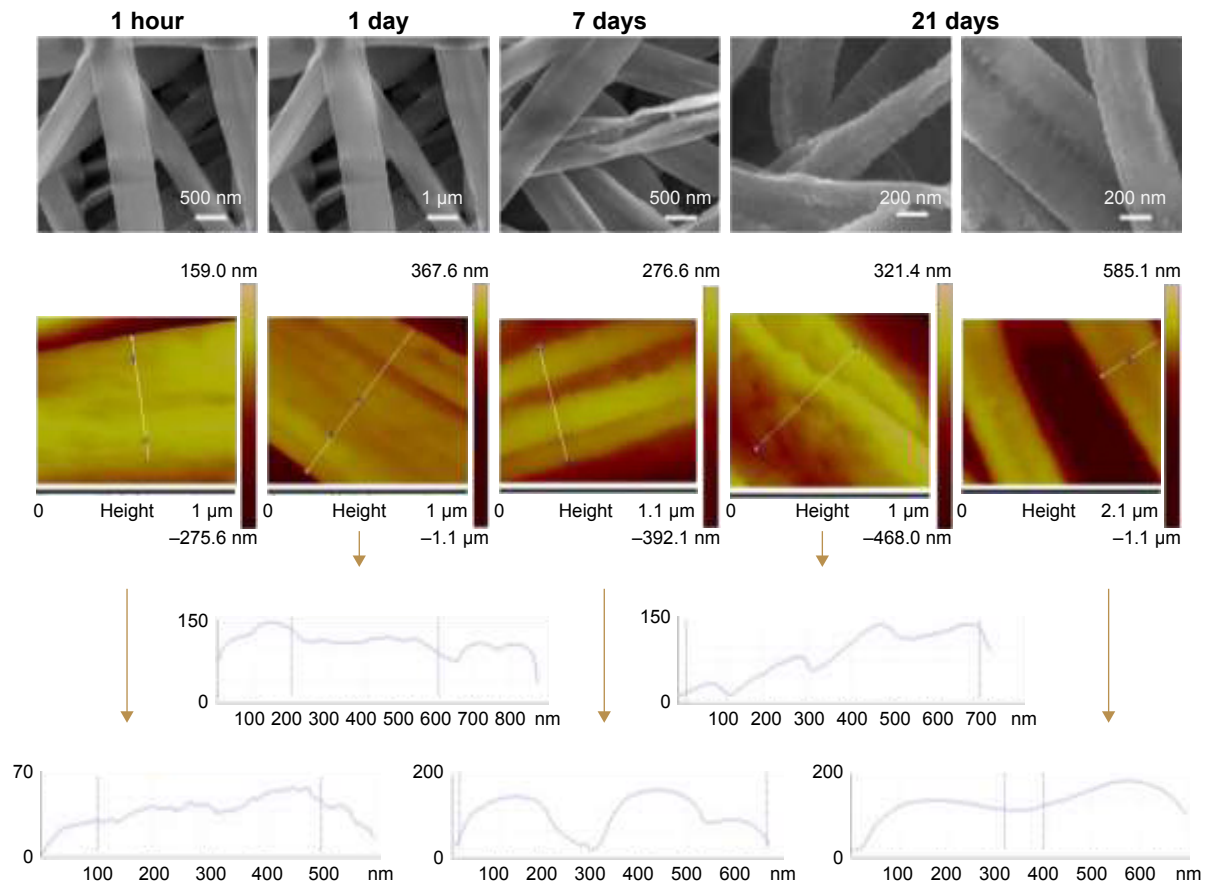 1 hour 1 day 7 days 21 days
500 nm 1 µm 500 nm 200 nm 200 nm
159.0 nm 367.6 nm 276.6 nm 321.4 nm 585.1 nm
0 Height 1 µm 0 Height 1 µm 0 Height 1.1 µm 0 Height 1 µm 0 Height 2.1 µm
–275.6 nm –1.1 µm –392.1 nm –468.0 nm –1.1 µm
150 150
0 0
100 200 300 400 500 600 700 800 nm 100 200 300 400 500 600 700 nm
70 200 200
0 0 0
100 200 300 400 500 nm 100 200 300 400 500 600 nm 100 200 300 400 500 600 nm